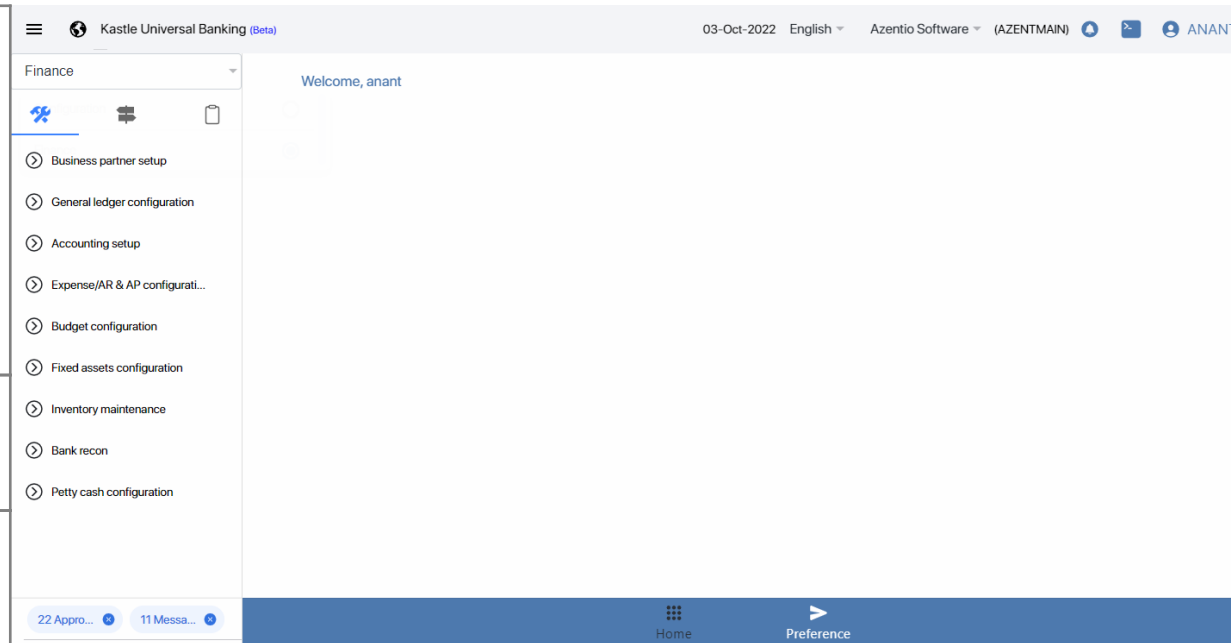 Kastle Universal Banking (Beta)
03-Oct-2022 English Azentio Software (AZENTMAIN) ANANT
Finance
Welcome, anant
Business partner setup
General ledger configuration
Accounting setup
Expense/AR & AP configurati...
Budget configuration
Fixed assets configuration
Inventory maintenance
Bank recon
Petty cash configuration
22 Appro... 11 Messa...
Home Preference